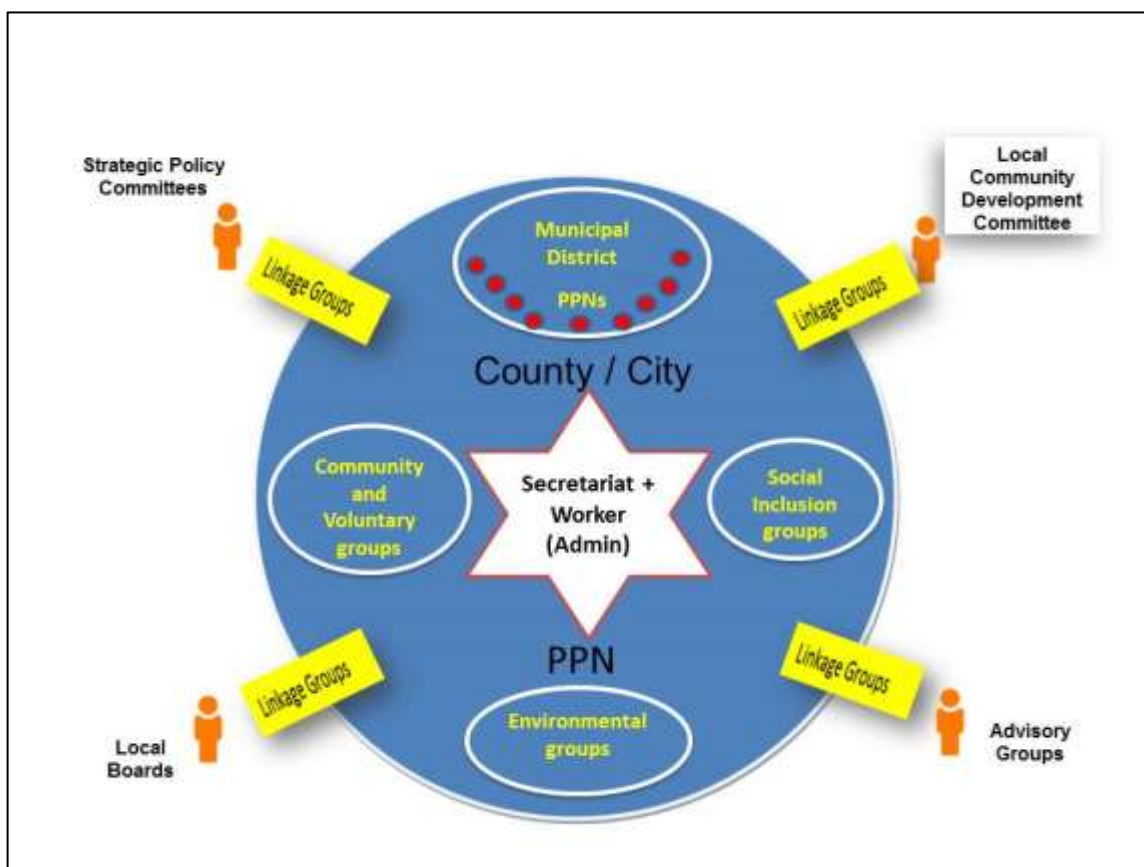 Strategic Policy
Committees
Local
Community
Development
Committee
Linkage Groups
Municipal
District
PPNs
Linkage Groups
County / City
Community
and
Voluntary
groups
Secretariat +
Worker
(Admin)
Social
Inclusion
groups
PPN
Linkage Groups
Linkage Groups
Environmental
groups
Local
Boards
Advisory
Groups